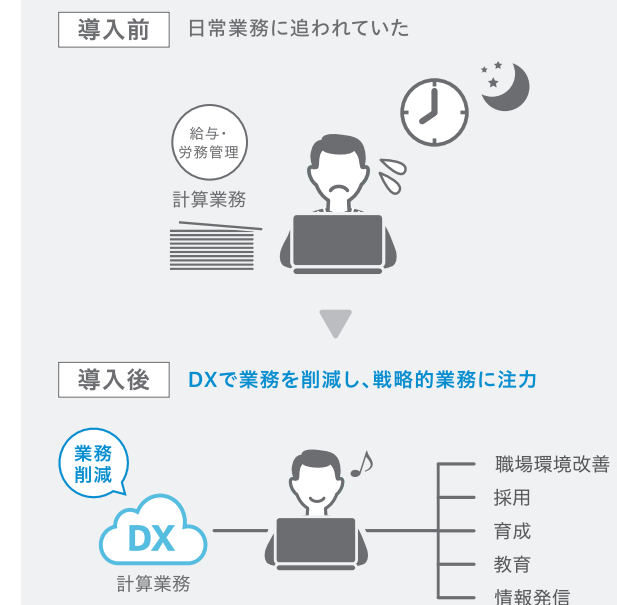 導入前
日常業務に追われていた
給与・
労務管理
計算業務
導入後
DXで業務を削減し、戦略的業務に注力
業務
削減
DX
計算業務
職場環境改善
採用
育成
教育
情報発信